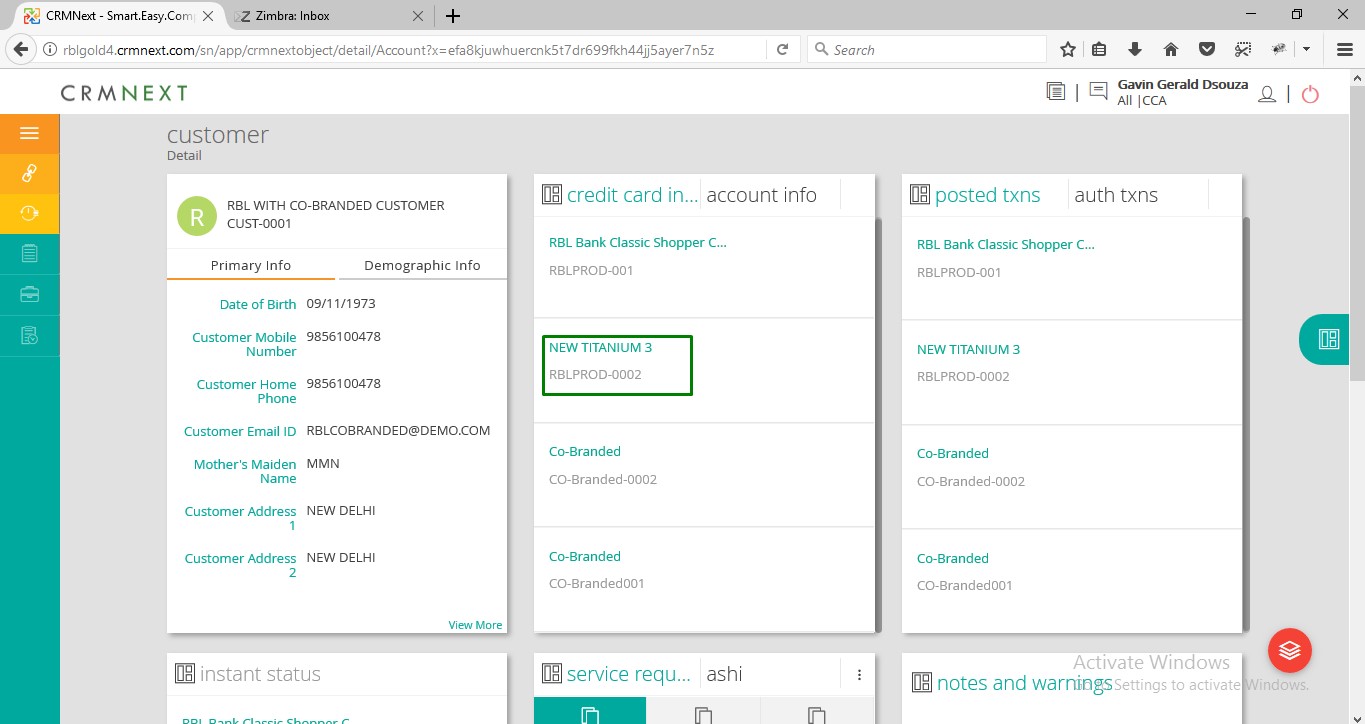 CRMNext - Smart.Easy.Com
Zimbra: Inbox
rblgold4.crmnext.com/sn/app/crmnextobject/detail/Account?x=efa8kjuwhuercnk5t7dr699fkh44jj5ayer7n5z
Search
CRMNEXT
Gavin Gerald Dsouza
All |CCA
customer
Detail
R
RBL WITH CO-BRANDED CUSTOMER
CUST-0001
Primary Info
Demographic Info
Date of Birth 09/11/1973
Customer Mobile 9856100478
Number
Customer Home 9856100478
Phone
Customer Email ID RBLCOBRANDED@DEMO.COM
Mother's Maiden MMN
Name
Customer Address NEW DELHI
1
Customer Address NEW DELHI
2
View More
credit card in...
account info
RBL Bank Classic Shopper C...
RBLPROD-001
NEW TITANIUM 3
RBLPROD-0002
Co-Branded
CO-Branded-0002
Co-Branded
CO-Branded001
posted txns
auth txns
RBL Bank Classic Shopper C...
RBLPROD-001
NEW TITANIUM 3
RBLPROD-0002
Co-Branded
CO-Branded-0002
Co-Branded
CO-Branded001
instant status
RBL Bank Classic Shopper C
service requ...
ashi
notes and warnings
Activate Windows
Settings to activate Windows.